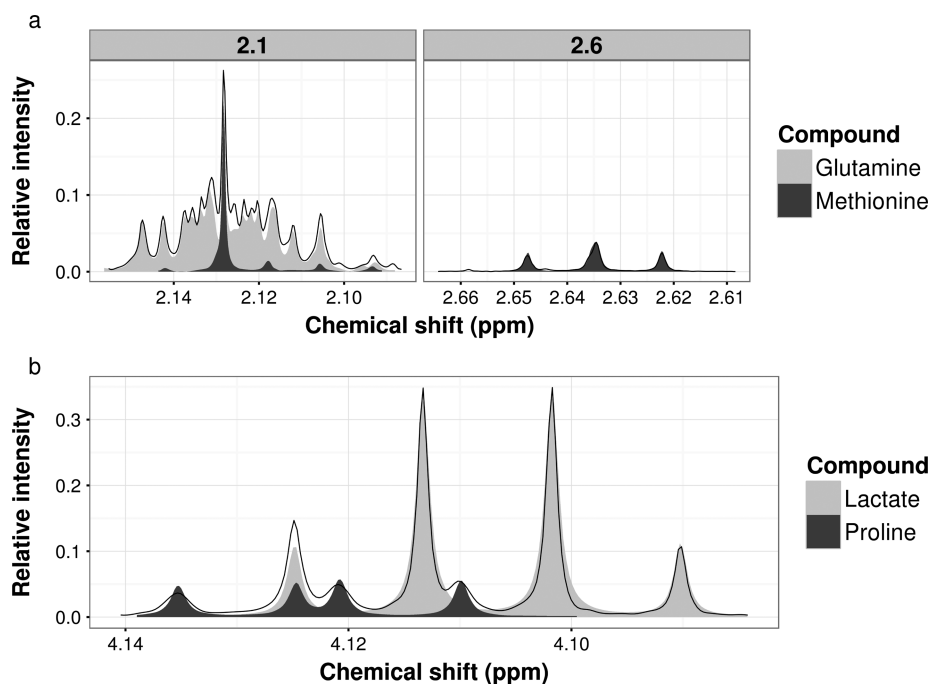 a
2.1 2.6
Relative intensity
0.2
0.1
0.0
2.14 2.12 2.10 2.66 2.65 2.64 2.63 2.62 2.61
Chemical shift (ppm)
Compound
Glutamine
Methionine
b
Relative intensity
0.3
0.2
0.1
0.0
4.14 4.12 4.10
Chemical shift (ppm)
Compound
Lactate
Proline